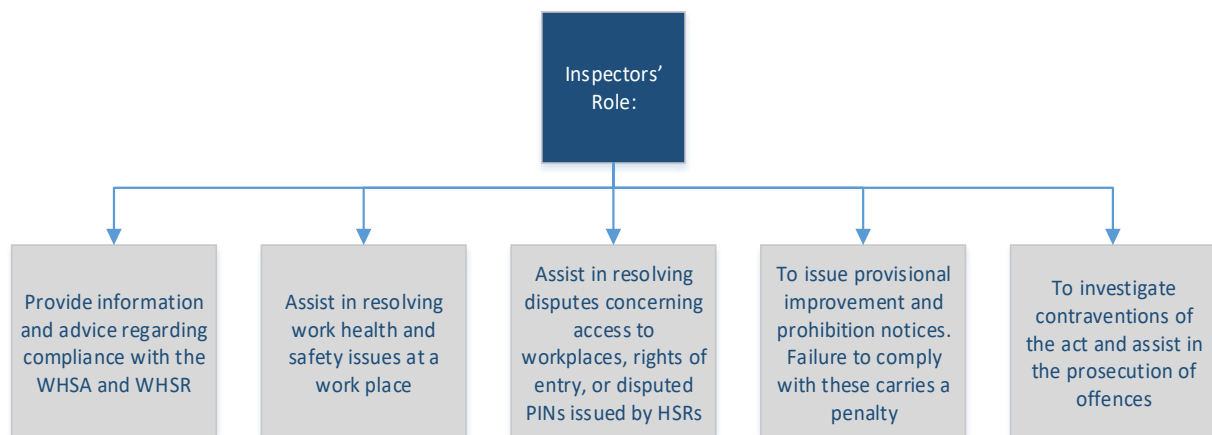 Inspectors’
Role:
Provide information
and advice regarding
compliance with the
WHSA and WHSR
Assist in resolving
work health and
safety issues at a
work place
Assist in resolving
disputes concerning
access to
workplaces, rights of
entry, or disputed
PINs issued by HSRs
To issue provisional
improvement and
prohibition notices.
Failure to comply
with these carries a
penalty
To investigate
contraventions of
the act and assist in
the prosecution of
offences